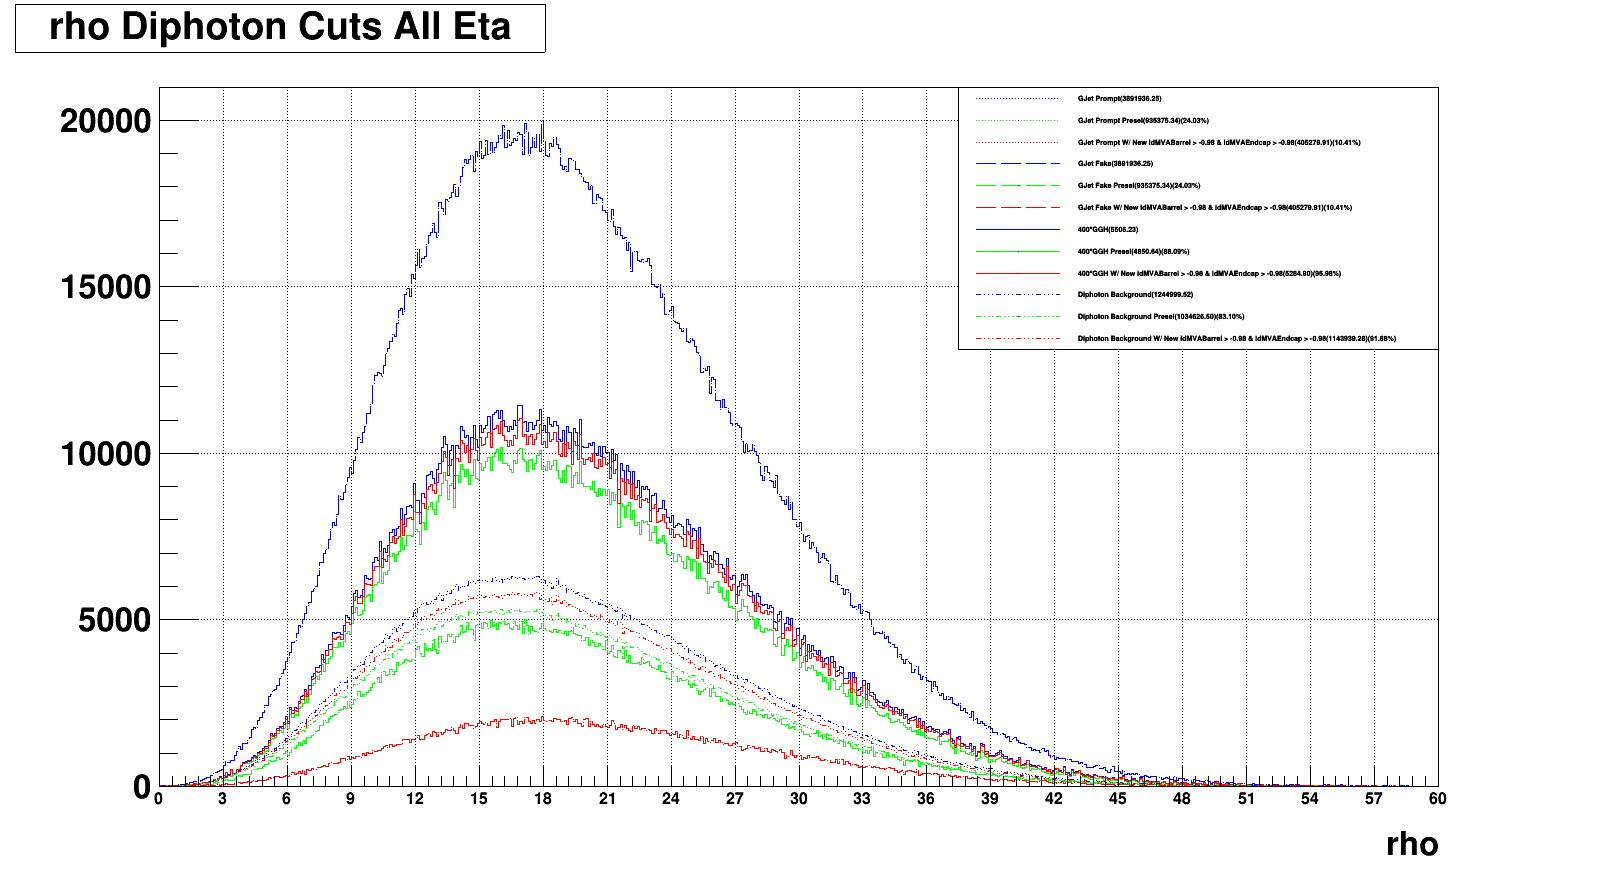 rho Diphoton Cuts All Eta
20000
15000
10000
5000
0
GJet Prompt(3891936.25)
GJet Prompt Presel(935375.34)(24.03%)
GJet Prompt W/ New IdMVABarrel > -0.98 & IdMVAEndcap > -0.98(405279.91)(10.41%)
GJet Fake(3891936.25)
GJet Fake Presel(935375.34)(24.03%)
GJet Fake W/ New IdMVABarrel > -0.98 & IdMVAEndcap > -0.98(405279.91)(10.41%)
400*GGH(5506.23)
400*GGH Presel(4850.64)(88.09%)
400*GGH W/ New IdMVABarrel > -0.98 & IdMVAEndcap > -0.98(5284.90)(95.98%)
Diphoton Background(1244999.52)
Diphoton Background Presel(1034626.50)(83.10%)
Diphoton Background W/ New IdMVABarrel > -0.98 & IdMVAEndcap > -0.98(1143939.28)(91.88%)
0 3 6 9 12 15 18 21 24 27 30 33 36 39 42 45 48 51 54 57 60
rho